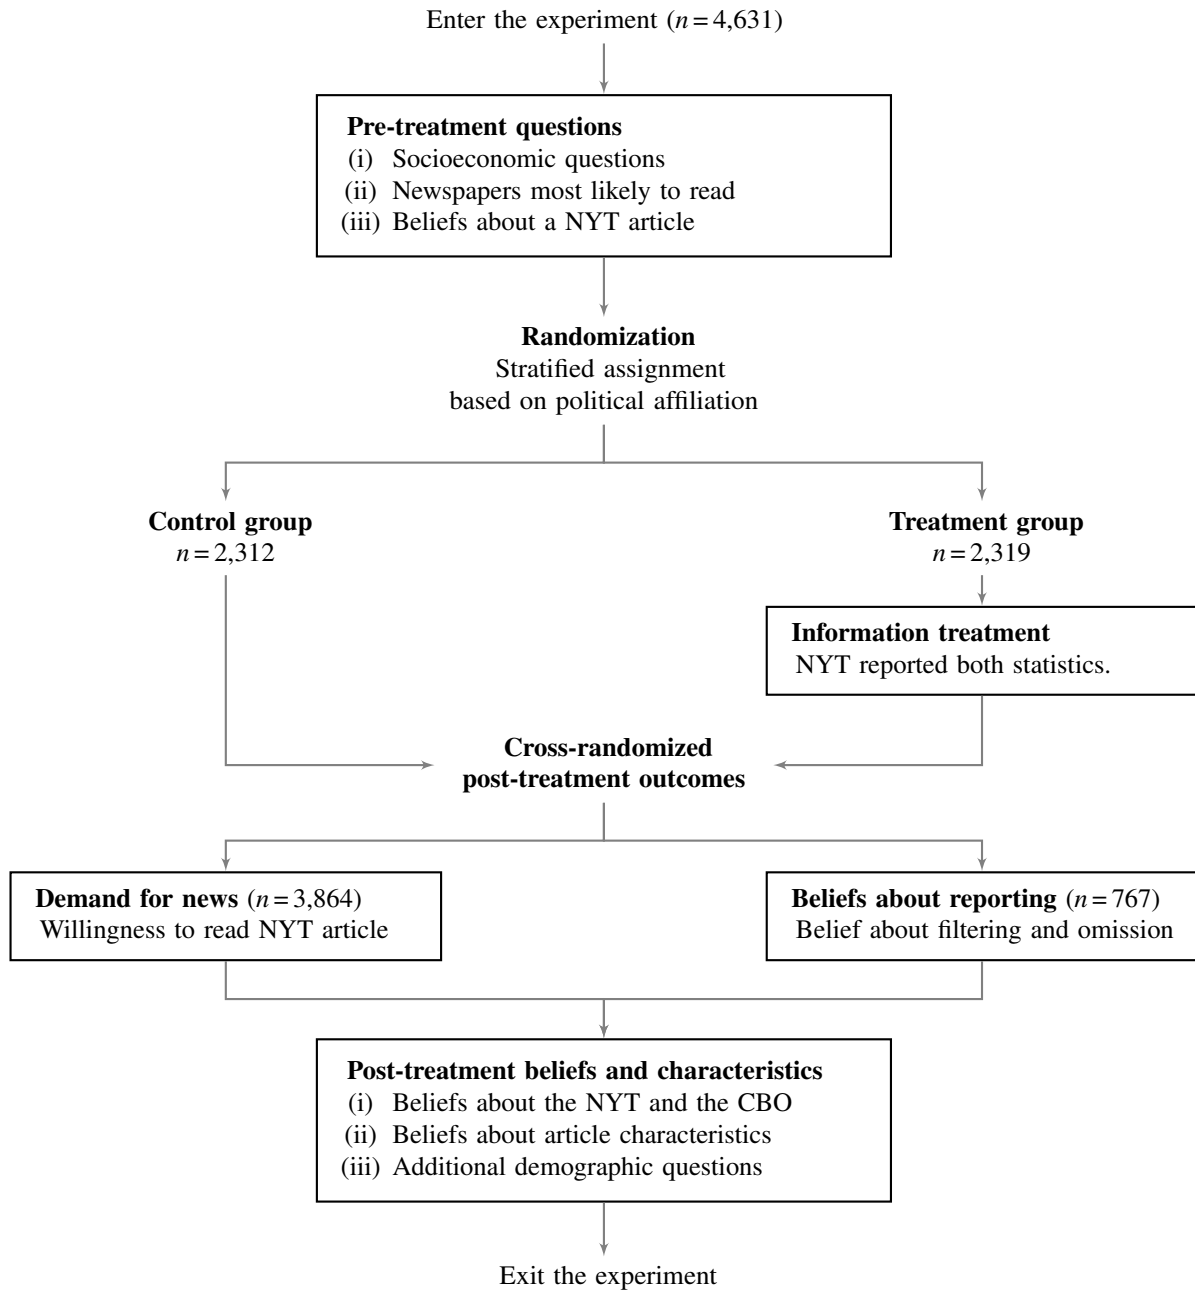 Enter the experiment (n = 4,631)
Pre-treatment questions
(i) Socioeconomic questions
(ii) Newspapers most likely to read
(iii) Beliefs about a NYT article
Randomization
Stratified assignment
based on political affiliation
Control group
n = 2,312
Treatment group
n = 2,319
Information treatment
NYT reported both statistics.
Cross-randomized
post-treatment outcomes
Demand for news (n = 3,864)
Willingness to read NYT article
Beliefs about reporting (n = 767)
Belief about filtering and omission
Post-treatment beliefs and characteristics
(i) Beliefs about the NYT and the CBO
(ii) Beliefs about article characteristics
(iii) Additional demographic questions
Exit the experiment